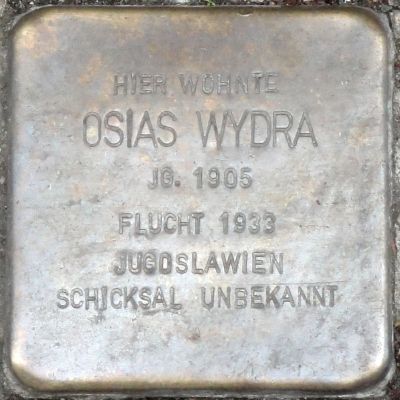 HIER WOHNTE
OSIAS WYDRA
JG. 1905
FLUCHT 1933
JUGOSLAWIEN
SCHICKSAL UNBEKANNT